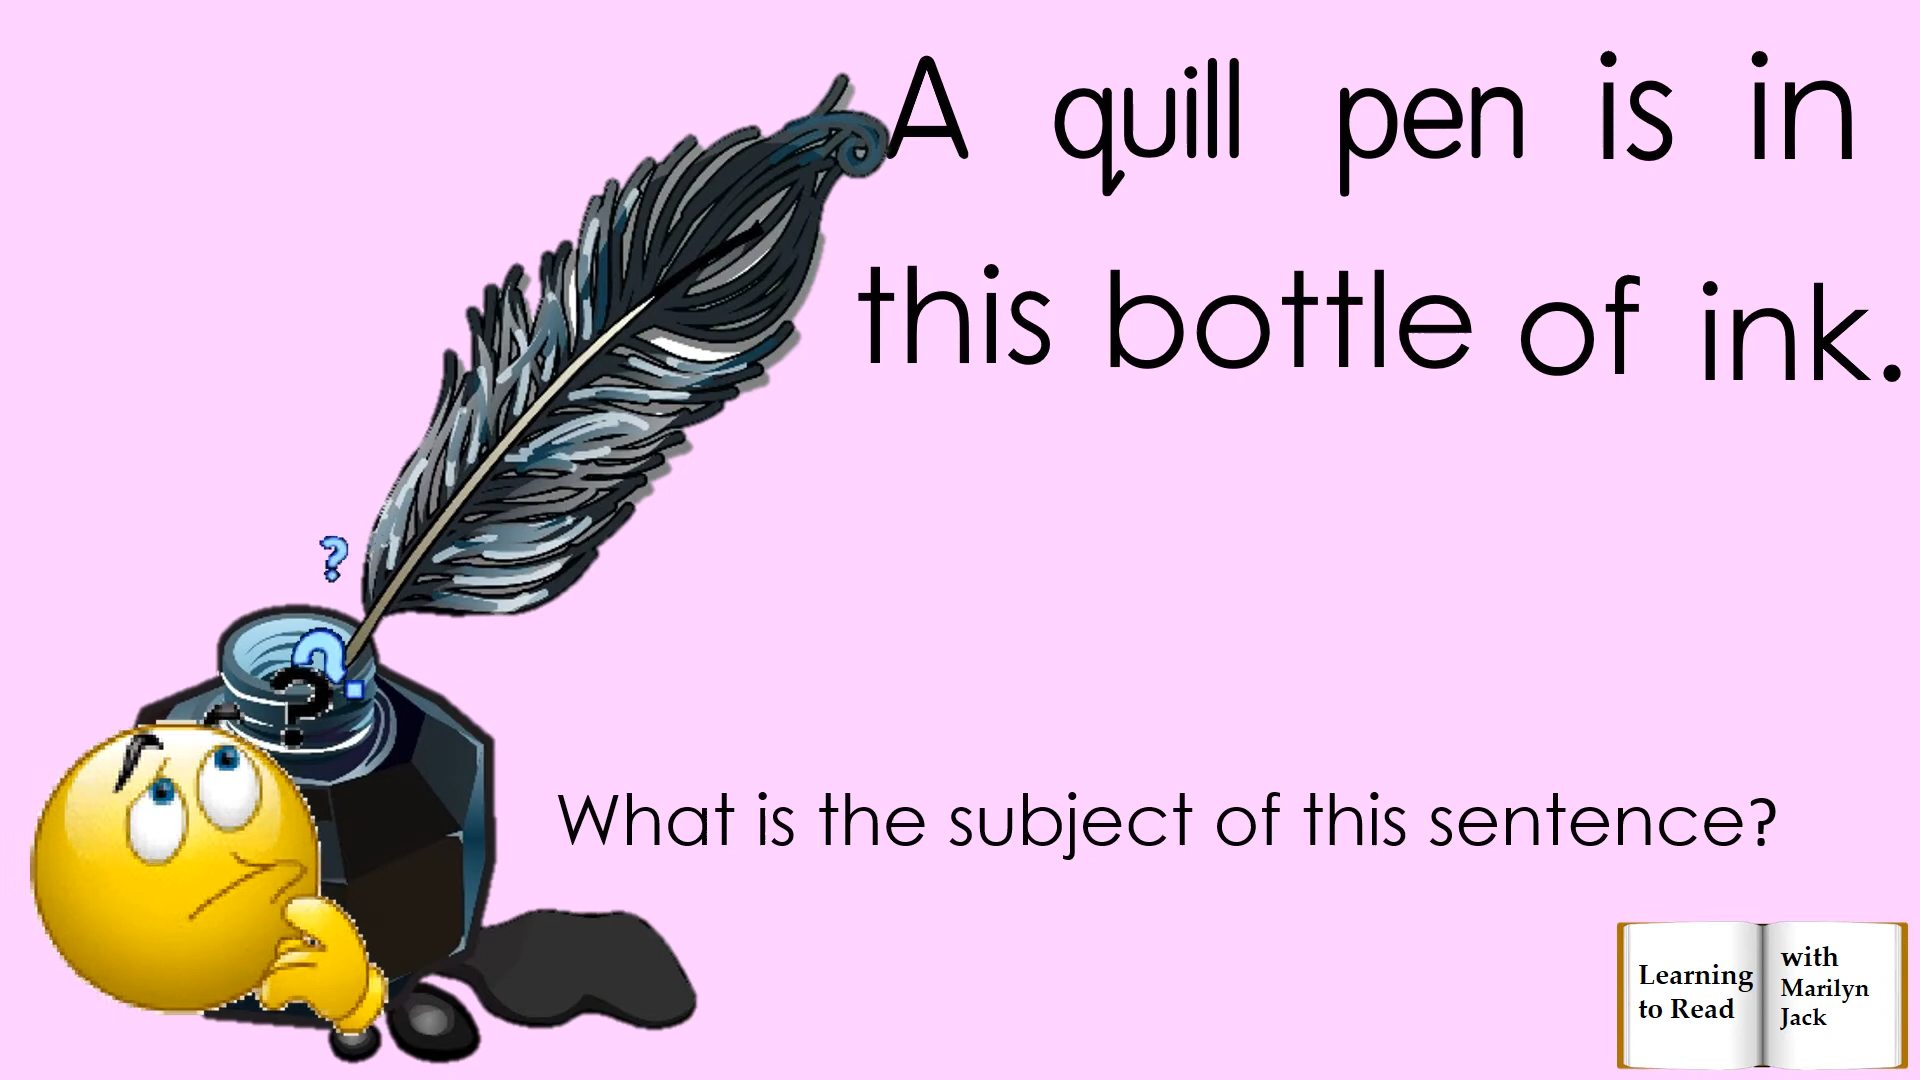 A quill pen is in
this bottle of ink.
What is the subject of this sentence?
Learning
to Read
with
Marilyn
Jack